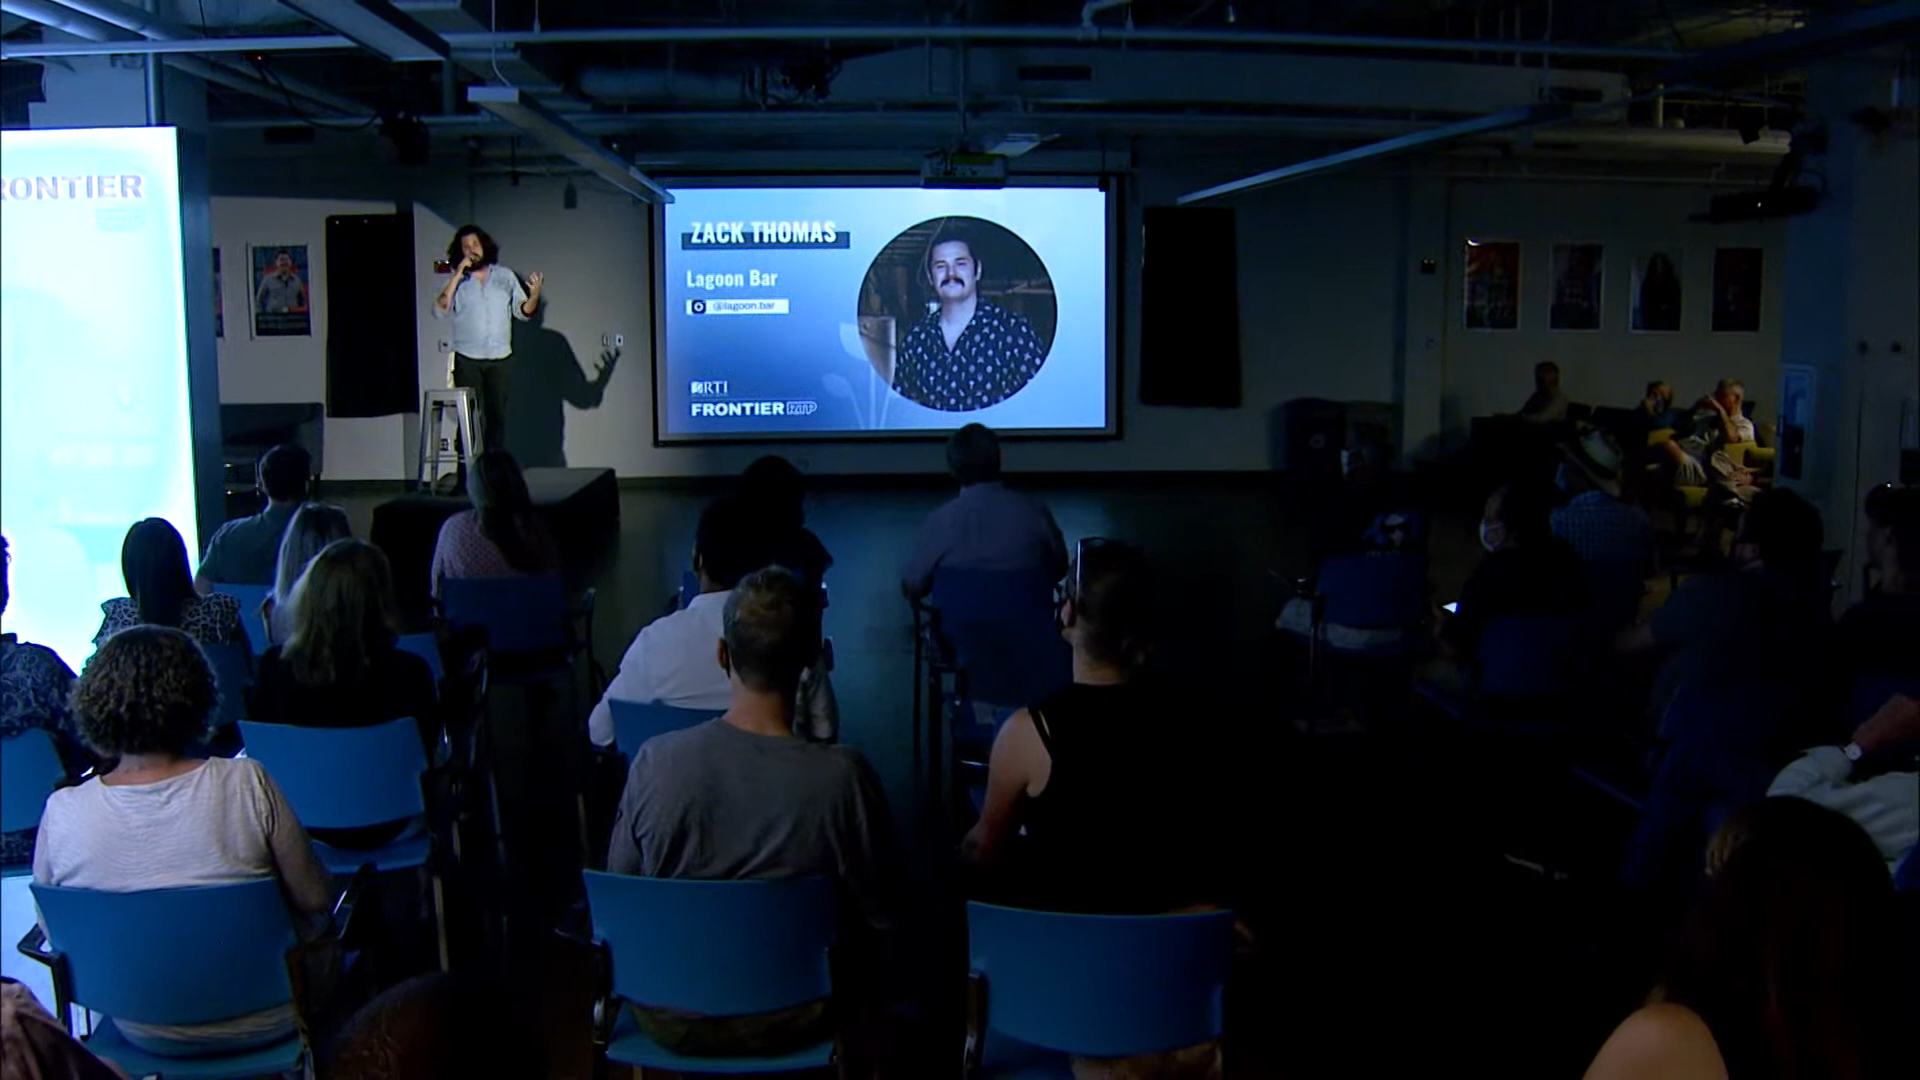 RONTIER
ZACK THOMAS
Lagoon Bar
@lagoon.bar
RTI
FRONTIER RTP